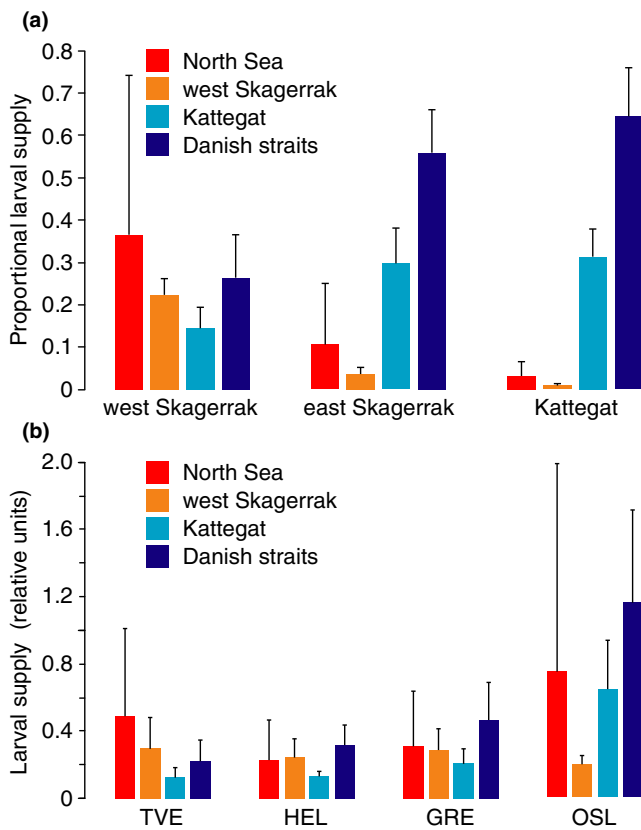 (a)
Proportional larval supply
0.8
0.7
0.6
0.5
0.4
0.3
0.2
0.1
0
North Sea
west Skagerrak
Kattegat
Danish straits
west Skagerrak
east Skagerrak
Kattegat
(b)
Larval supply (relative units)
2.0
1.6
1.2
0.8
0.4
0
North Sea
west Skagerrak
Kattegat
Danish straits
TVE
HEL
GRE
OSL